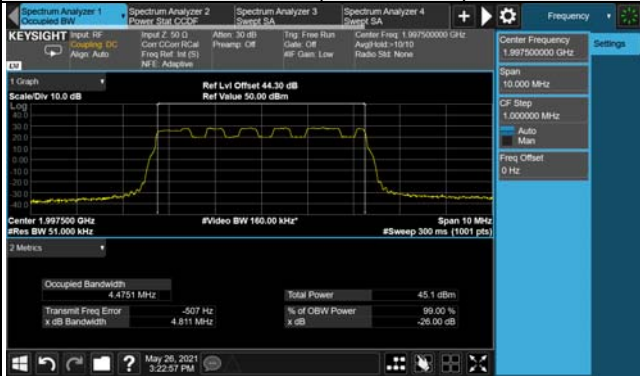 Spectrum Analyzer 1
Occupied BW
Spectrum Analyzer 2
Power Stat CCDF
Spectrum Analyzer 3
Swept SA
Spectrum Analyzer 4
Swept SA
+
Frequency
KEYSIGHT
Input: RF
Coupling: DC
Align: Auto
Input Z: 50 Ω
Corr CCorr RCal
Freq Ref: Int (S)
NFE: Adaptive
Atten: 30 dB
Preamp: Off
Trig: Free Run
Gate: Off
#IF Gain: Low
Center Freq: 1.997500000 GHz
Avg|Hold:>10/10
Radio Std: None
LXI
1 Graph
Scale/Div 10.0 dB
Ref Lvl Offset 44.30 dB
Ref Value 50.00 dBm
Log
40.0
30.0
20.0
10.0
0.00
-10.0
-20.0
-30.0
-40.0
Center 1.997500 GHz
#Res BW 51.000 kHz
#Video BW 160.00 kHz*
Span 10 MHz
#Sweep 300 ms (1001 pts)
2 Metrics
Occupied Bandwidth
4.4751 MHz
Transmit Freq Error -507 Hz
x dB Bandwidth 4.811 MHz
Total Power 45.1 dBm
% of OBW Power 99.00 %
x dB -26.00 dB
Center Frequency
1.997500000 GHz
Settings
Span
10.000 MHz
CF Step
1.000000 MHz
Auto
Man
Freq Offset
0 Hz
?
May 26, 2021
3:22:57 PM